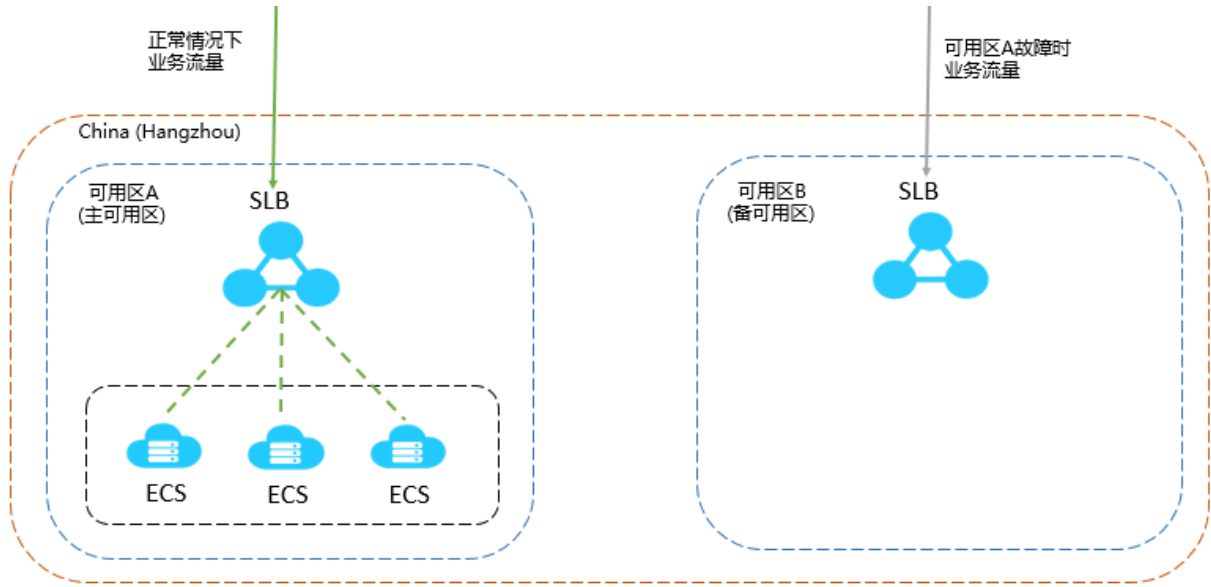 正常情况下
业务流量
可用区A故障时
业务流量
China (Hangzhou)
可用区A
(主可用区)
SLB
可用区B
(备可用区)
SLB
ECS
ECS
ECS